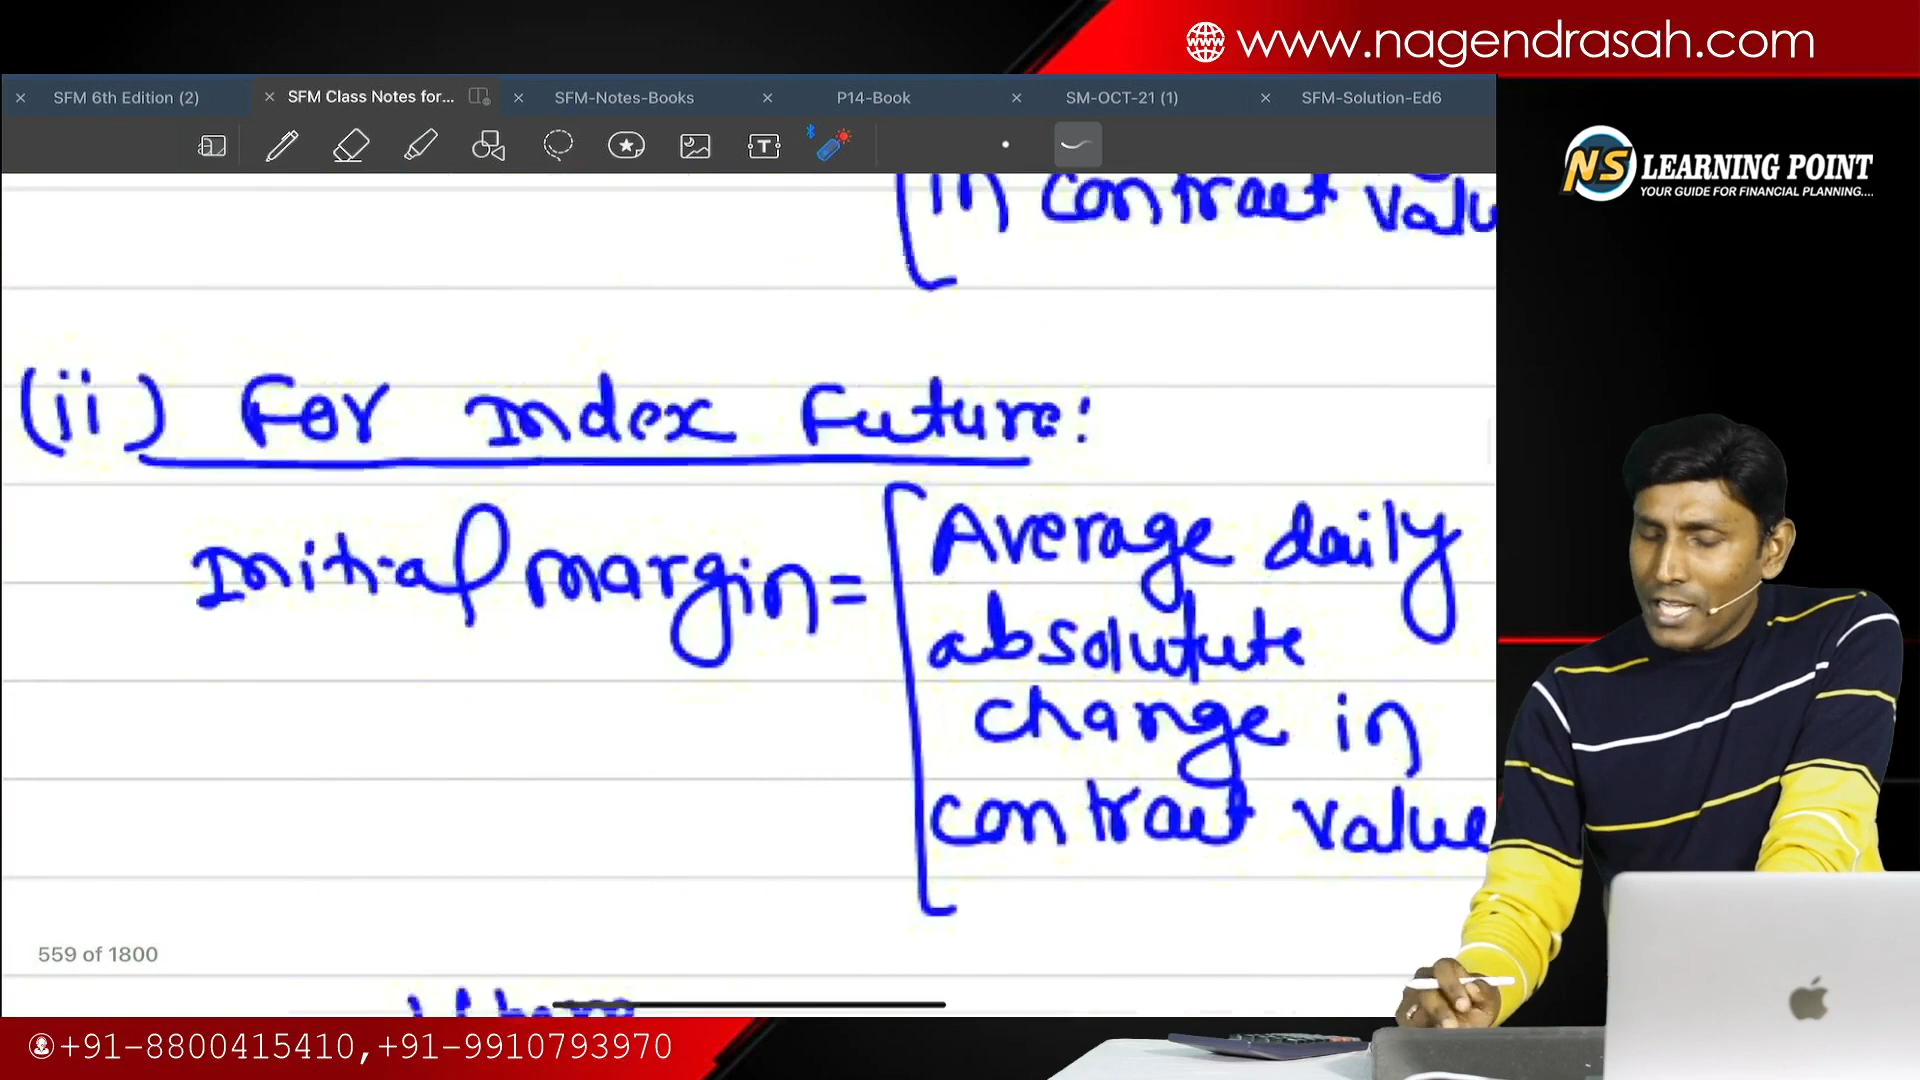 www.nagendrasah.com
SFM 6th Edition (2)
SFM Class Notes for...
SFM-Notes-Books
P14-Book
SM-OCT-21 (1)
SFM-Solution-Ed6
NS LEARNING POINT
YOUR GUIDE FOR FINANCIAL PLANNING....
in contract valu
(ii) For Index Future:
Initial margin = Average daily
absolutute
change in
contract value
559 of 1800
+91-8800415410,+91-9910793970